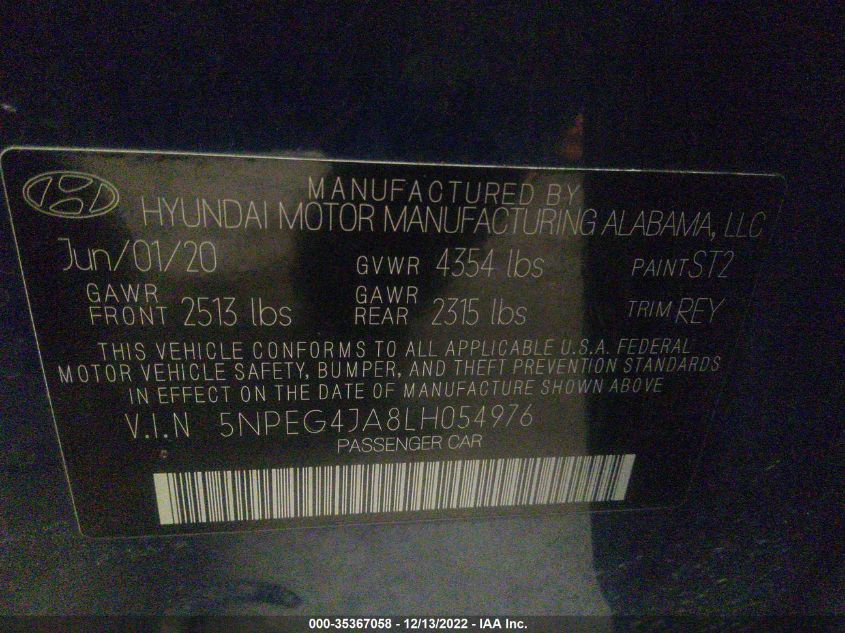 MANUFACTURED BY
HYUNDAI MOTOR MANUFACTURING ALABAMA, LLC
Jun/01/20 GVWR 4354 lbs PAINT ST2
GAWR FRONT 2513 lbs GAWR REAR 2315 lbs TRIM REY
THIS VEHICLE CONFORMS TO ALL APPLICABLE U.S.A. FEDERAL
MOTOR VEHICLE SAFETY, BUMPER, AND THEFT PREVENTION STANDARDS
IN EFFECT ON THE DATE OF MANUFACTURE SHOWN ABOVE
V.I.N 5NPEG4JA8LH054976
PASSENGER CAR
000-35367058 - 12/13/2022 - IAA Inc.